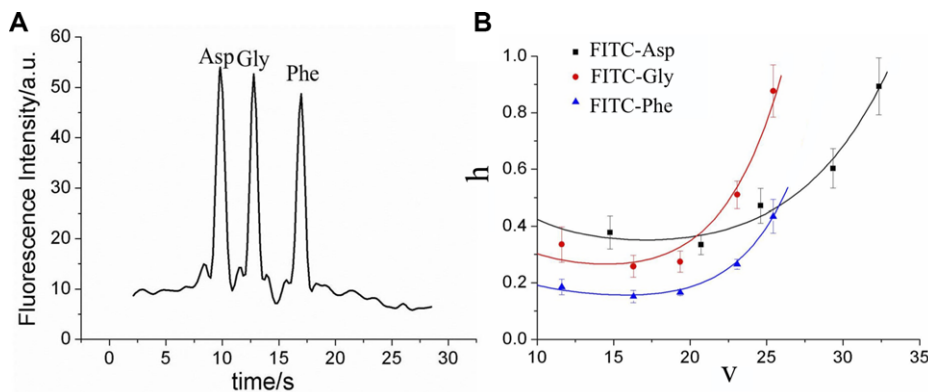 A
Fluorescence Intensity/a.u.
60
50
40
30
20
10
0
Asp
Gly
Phe
0 5 10 15 20 25 30
time/s
B
h
1.0
0.8
0.6
0.4
0.2
0.0
FITC-Asp
FITC-Gly
FITC-Phe
10 15 20 25 30 35
v